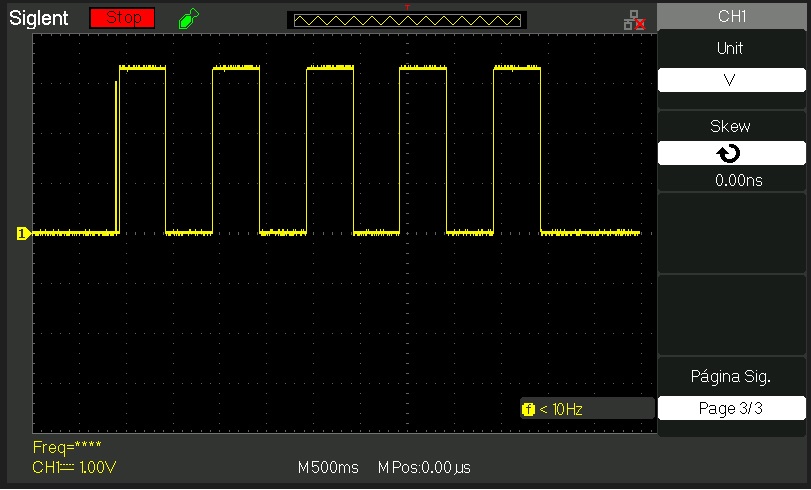 Siglent Stop T CH1
Unit
V
Skew
0.00ns
1
Página Sig.
Page 3/3
f < 10Hz
Freq=****
CH1 1.00V M500ms M Pos:0.00µs